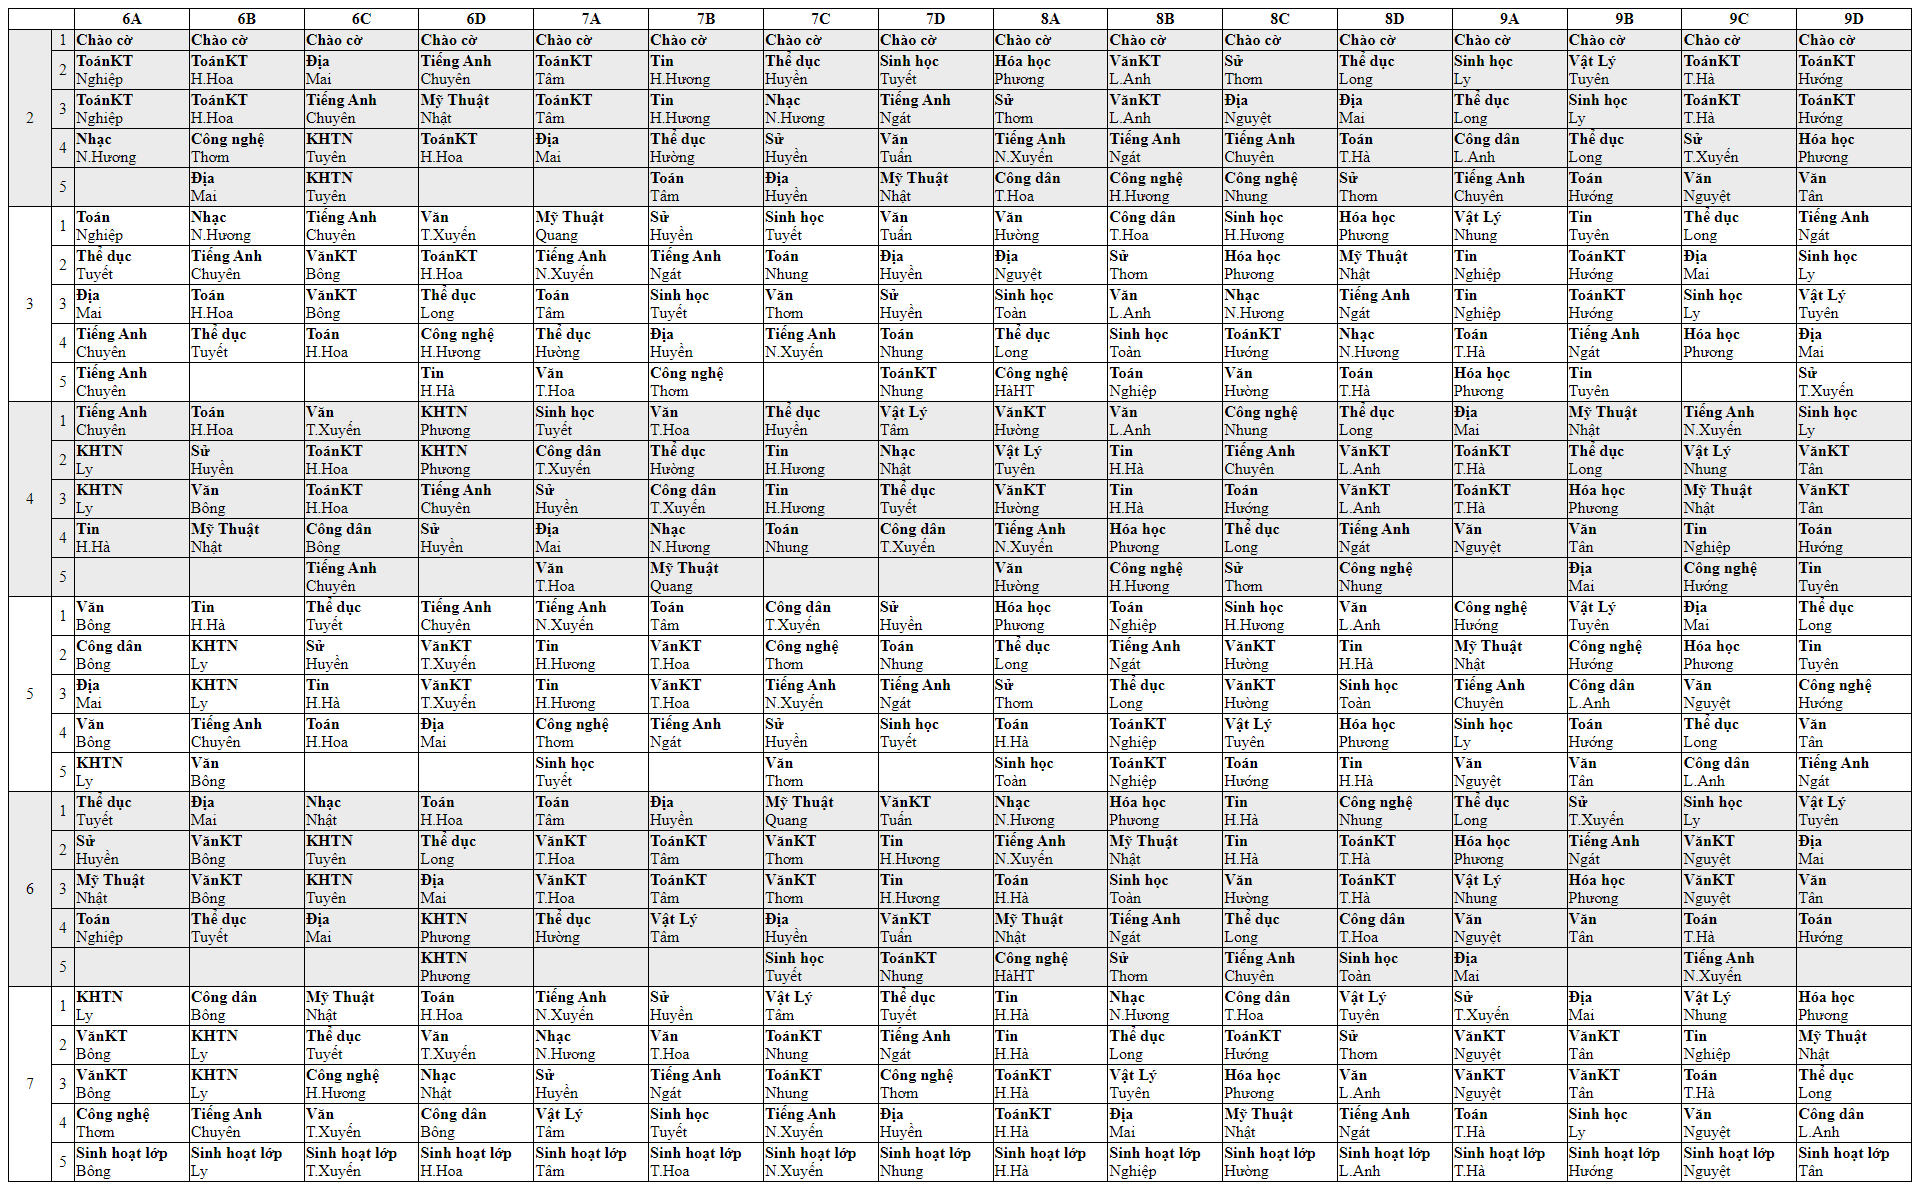 6A 6B 6C 6D 7A 7B 7C 7D 8A 8B 8C 8D 9A 9B 9C 9D
1 Chào cờ Chào cờ Chào cờ Chào cờ Chào cờ Chào cờ Chào cờ Chào cờ Chào cờ Chào cờ Chào cờ Chào cờ Chào cờ Chào cờ Chào cờ Chào cờ
2 ToánKT ToánKT Địa Tiếng Anh ToánKT Tin Thể dục Sinh học Hóa học VănKT Sử Thể dục Sinh học Vật Lý ToánKT ToánKT
Nghiệp H.Hoa Mai Chuyên Tâm H.Hương Huyền Tuyết Phương L.Anh Thơm Long Ly Tuyên T.Hà Hướng
2 3 ToánKT ToánKT Tiếng Anh Mỹ Thuật ToánKT Tin Nhạc Tiếng Anh Sử VănKT Địa Địa Thể dục Sinh học ToánKT ToánKT
Nghiệp H.Hoa Chuyên Nhật Tâm H.Hương N.Hương Ngát Thơm L.Anh Nguyệt Mai Long Ly T.Hà Hướng
4 Nhạc Công nghệ KHTN ToánKT Địa Thể dục Sử Văn Tiếng Anh Tiếng Anh Tiếng Anh Toán Công dân Thể dục Sử Hóa học
N.Hương Thơm Tuyên H.Hoa Mai Hường Huyền Tuấn N.Xuyến Ngát Chuyên T.Hà L.Anh Long T.Xuyến Phương
5 Địa KHTN Toán Địa Mỹ Thuật Công dân Công nghệ Công nghệ Sử Tiếng Anh Toán Văn Văn
Mai Tuyên Tâm Huyền Nhật T.Hoa H.Hương Nhung Thơm Chuyên Hướng Nguyệt Tân
1 Toán Nhạc Tiếng Anh Văn Mỹ Thuật Sử Sinh học Văn Văn Công dân Sinh học Hóa học Vật Lý Tin Thể dục Tiếng Anh
Nghiệp N.Hương Chuyên T.Xuyến Quang Huyền Tuyết Tuấn Hường T.Hoa H.Hương Phương Nhung Tuyên Long Ngát
2 Thể dục Tiếng Anh VănKT ToánKT Tiếng Anh Tiếng Anh Toán Địa Địa Sử Hóa học Mỹ Thuật Tin ToánKT Địa Sinh học
Tuyết Chuyên Bông H.Hoa N.Xuyến Ngát Nhung Huyền Nguyệt Thơm Phương Nhật Nghiệp Hướng Mai Ly
3 3 Địa Toán VănKT Thể dục Toán Sinh học Văn Sử Sinh học Văn Nhạc Tiếng Anh Tin ToánKT Sinh học Vật Lý
Mai H.Hoa Bông Long Tâm Tuyết Thơm Huyền Toàn L.Anh N.Hương Ngát Nghiệp Hướng Ly Tuyên
4 Tiếng Anh Thể dục Toán Công nghệ Thể dục Địa Tiếng Anh Toán Thể dục Sinh học ToánKT Nhạc Toán Tiếng Anh Hóa học Địa
Chuyên Tuyết H.Hoa H.Hương Hường Huyền N.Xuyến Nhung Long Toàn Hướng N.Hương T.Hà Ngát Phương Mai
5 Tiếng Anh Tin Văn Công nghệ ToánKT Công nghệ Toán Văn Toán Hóa học Tin Sử
Chuyên H.Hà T.Hoa Thơm Nhung HàHT Nghiệp Hường T.Hà Phương Tuyên T.Xuyến
1 Tiếng Anh Toán Văn KHTN Sinh học Văn Thể dục Vật Lý VănKT Văn Công nghệ Thể dục Địa Mỹ Thuật Tiếng Anh Sinh học
Chuyên H.Hoa T.Xuyến Phương Tuyết T.Hoa Huyền Tâm Hường L.Anh Nhung Long Mai Nhật N.Xuyến Ly
2 KHTN Sử ToánKT KHTN Công dân Thể dục Tin Nhạc Vật Lý Tin Tiếng Anh VănKT ToánKT Thể dục Vật Lý VănKT
Ly Huyền H.Hoa Phương T.Xuyến Hường H.Hương Nhật Tuyên H.Hà Chuyên L.Anh T.Hà Long Nhung Tân
4 3 KHTN Văn ToánKT Tiếng Anh Sử Công dân Tin Thể dục VănKT Tin Toán VănKT ToánKT Hóa học Mỹ Thuật VănKT
Ly Bông H.Hoa Chuyên Huyền T.Xuyến H.Hương Tuyết Hường H.Hà Hướng L.Anh T.Hà Phương Nhật Tân
4 Tin Mỹ Thuật Công dân Sử Địa Nhạc Toán Công dân Tiếng Anh Hóa học Thể dục Tiếng Anh Văn Văn Tin Toán
H.Hà Nhật Bông Huyền Mai N.Hương Nhung T.Xuyến N.Xuyến Phương Long Ngát Nguyệt Tân Nghiệp Hướng
5 Tiếng Anh Văn Mỹ Thuật Văn Công nghệ Sử Công nghệ Địa Công nghệ Tin
Chuyên T.Hoa Quang Hường H.Hương Thơm Nhung Mai Hướng Tuyên
1 Văn Tin Thể dục Tiếng Anh Tiếng Anh Toán Công dân Sử Hóa học Toán Sinh học Văn Công nghệ Vật Lý Địa Thể dục
Bông H.Hà Tuyết Chuyên N.Xuyến Tâm T.Xuyến Huyền Phương Nghiệp H.Hương L.Anh Hướng Tuyên Mai Long
2 Công dân KHTN Sử VănKT Tin VănKT Công nghệ Toán Thể dục Tiếng Anh VănKT Tin Mỹ Thuật Công nghệ Hóa học Tin
Bông Ly Huyền T.Xuyến H.Hương T.Hoa Thơm Nhung Long Ngát Hường H.Hà Nhật Hướng Phương Tuyên
5 3 Địa KHTN Tin VănKT Tin VănKT Tiếng Anh Tiếng Anh Sử Thể dục VănKT Sinh học Tiếng Anh Công dân Văn Công nghệ
Mai Ly H.Hà T.Xuyến H.Hương T.Hoa N.Xuyến Ngát Thơm Long Hường Toàn Chuyên L.Anh Nguyệt Hướng
4 Văn Tiếng Anh Toán Địa Công nghệ Tiếng Anh Sử Sinh học Toán ToánKT Vật Lý Hóa học Sinh học Toán Thể dục Văn
Bông Chuyên H.Hoa Mai Thơm Ngát Huyền Tuyết H.Hà Nghiệp Tuyên Phương Ly Hướng Long Tân
5 KHTN Văn Sinh học Văn Sinh học ToánKT Toán Tin Văn Văn Công dân Tiếng Anh
Ly Bông Tuyết Thơm Toàn Nghiệp Hướng H.Hà Nguyệt Tân L.Anh Ngát
1 Thể dục Địa Nhạc Toán Toán Địa Mỹ Thuật VănKT Nhạc Hóa học Tin Công nghệ Thể dục Sử Sinh học Vật Lý
Tuyết Mai Nhật H.Hoa Tâm Huyền Quang Tuấn N.Hương Phương H.Hà Nhung Long T.Xuyến Ly Tuyên
2 Sử VănKT KHTN Thể dục VănKT ToánKT VănKT Tin Tiếng Anh Mỹ Thuật Tin ToánKT Hóa học Tiếng Anh VănKT Địa
Huyền Bông Tuyên Long T.Hoa Tâm Thơm H.Hương N.Xuyến Nhật H.Hà T.Hà Phương Ngát Nguyệt Mai
6 3 Mỹ Thuật VănKT KHTN Địa VănKT ToánKT VănKT Tin Toán Sinh học Văn ToánKT Vật Lý Hóa học VănKT Văn
Nhật Bông Tuyên Mai T.Hoa Tâm Thơm H.Hương H.Hà Toàn Hường T.Hà Nhung Phương Nguyệt Tân
4 Toán Thể dục Địa KHTN Thể dục Vật Lý Địa VănKT Mỹ Thuật Tiếng Anh Thể dục Công dân Văn Văn Toán Toán
Nghiệp Tuyết Mai Phương Hường Tâm Huyền Tuấn Nhật Ngát Long T.Hoa Nguyệt Tân T.Hà Hướng
5 KHTN Sinh học ToánKT Công nghệ Sử Tiếng Anh Sinh học Địa Tiếng Anh
Phương Tuyết Nhung HàHT Thơm Chuyên Toàn Mai N.Xuyến
1 KHTN Công dân Mỹ Thuật Toán Tiếng Anh Sử Vật Lý Thể dục Tin Nhạc Công dân Vật Lý Sử Địa Vật Lý Hóa học
Ly Bông Nhật H.Hoa N.Xuyến Huyền Tâm Tuyết H.Hà N.Hương T.Hoa Tuyên T.Xuyến Mai Nhung Phương
2 VănKT KHTN Thể dục Văn Nhạc Văn ToánKT Tiếng Anh Tin Thể dục ToánKT Sử VănKT VănKT Tin Mỹ Thuật
Bông Ly Tuyết T.Xuyến N.Hương T.Hoa Nhung Ngát H.Hà Long Hướng Thơm Nguyệt Tân Nghiệp Nhật
7 3 VănKT KHTN Công nghệ Nhạc Sử Tiếng Anh ToánKT Công nghệ ToánKT Vật Lý Hóa học Văn VănKT VănKT Toán Thể dục
Bông Ly H.Hương Nhật Huyền Ngát Nhung Thơm H.Hà Tuyên Phương L.Anh Nguyệt Tân T.Hà Long
4 Công nghệ Tiếng Anh Văn Công dân Vật Lý Sinh học Tiếng Anh Địa ToánKT Địa Mỹ Thuật Tiếng Anh Toán Sinh học Văn Công dân
Thơm Chuyên T.Xuyến Bông Tâm Tuyết N.Xuyến Huyền H.Hà Mai Nhật Ngát T.Hà Ly Nguyệt L.Anh
5 Sinh hoạt lớp Sinh hoạt lớp Sinh hoạt lớp Sinh hoạt lớp Sinh hoạt lớp Sinh hoạt lớp Sinh hoạt lớp Sinh hoạt lớp Sinh hoạt lớp Sinh hoạt lớp Sinh hoạt lớp Sinh hoạt lớp Sinh hoạt lớp Sinh hoạt lớp Sinh hoạt lớp Sinh hoạt lớp
Bông Ly T.Xuyến H.Hoa Tâm T.Hoa N.Xuyến Nhung H.Hà Nghiệp Hường L.Anh T.Hà Hướng Nguyệt Tân